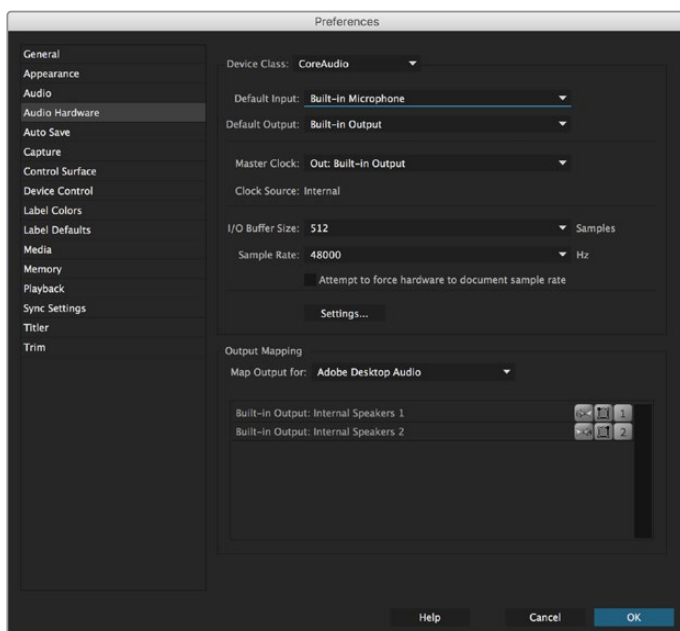 Preferences
General
Appearance
Audio
Audio Hardware
Auto Save
Capture
Control Surface
Device Control
Label Colors
Label Defaults
Media
Memory
Playback
Sync Settings
Titler
Trim
Device Class: CoreAudio
Default Input: Built-in Microphone
Default Output: Built-in Output
Master Clock: Out: Built-in Output
Clock Source: Internal
I/O Buffer Size: 512 Samples
Sample Rate: 48000 Hz
Attempt to force hardware to document sample rate
Settings...
Output Mapping
Map Output for: Adobe Desktop Audio
Built-in Output: Internal Speakers 1 1
Built-in Output: Internal Speakers 2 2
Help Cancel OK